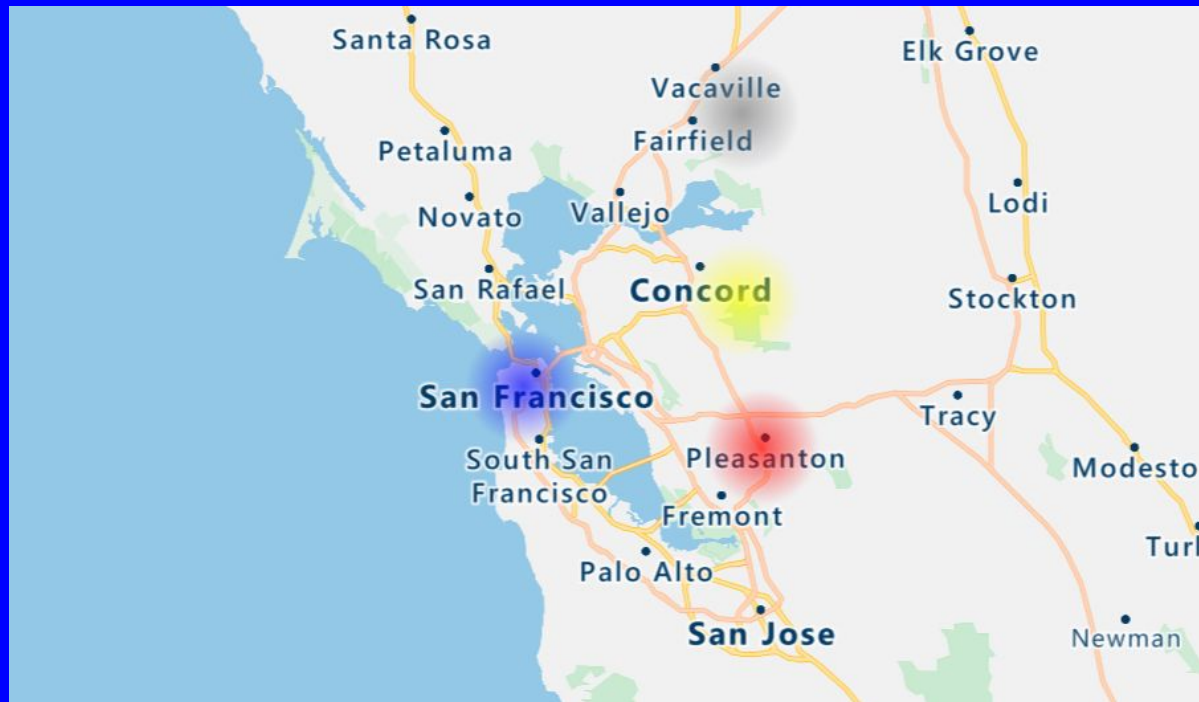 Santa Rosa
Elk Grove
Vacaville
Fairfield
Petaluma
Lodi
Vallejo
Novato
San Rafael
Concord
Stockton
San Francisco
Tracy
South San
Francisco
Pleasanton
Modesto
Fremont
Turl
Palo Alto
San Jose
Newman